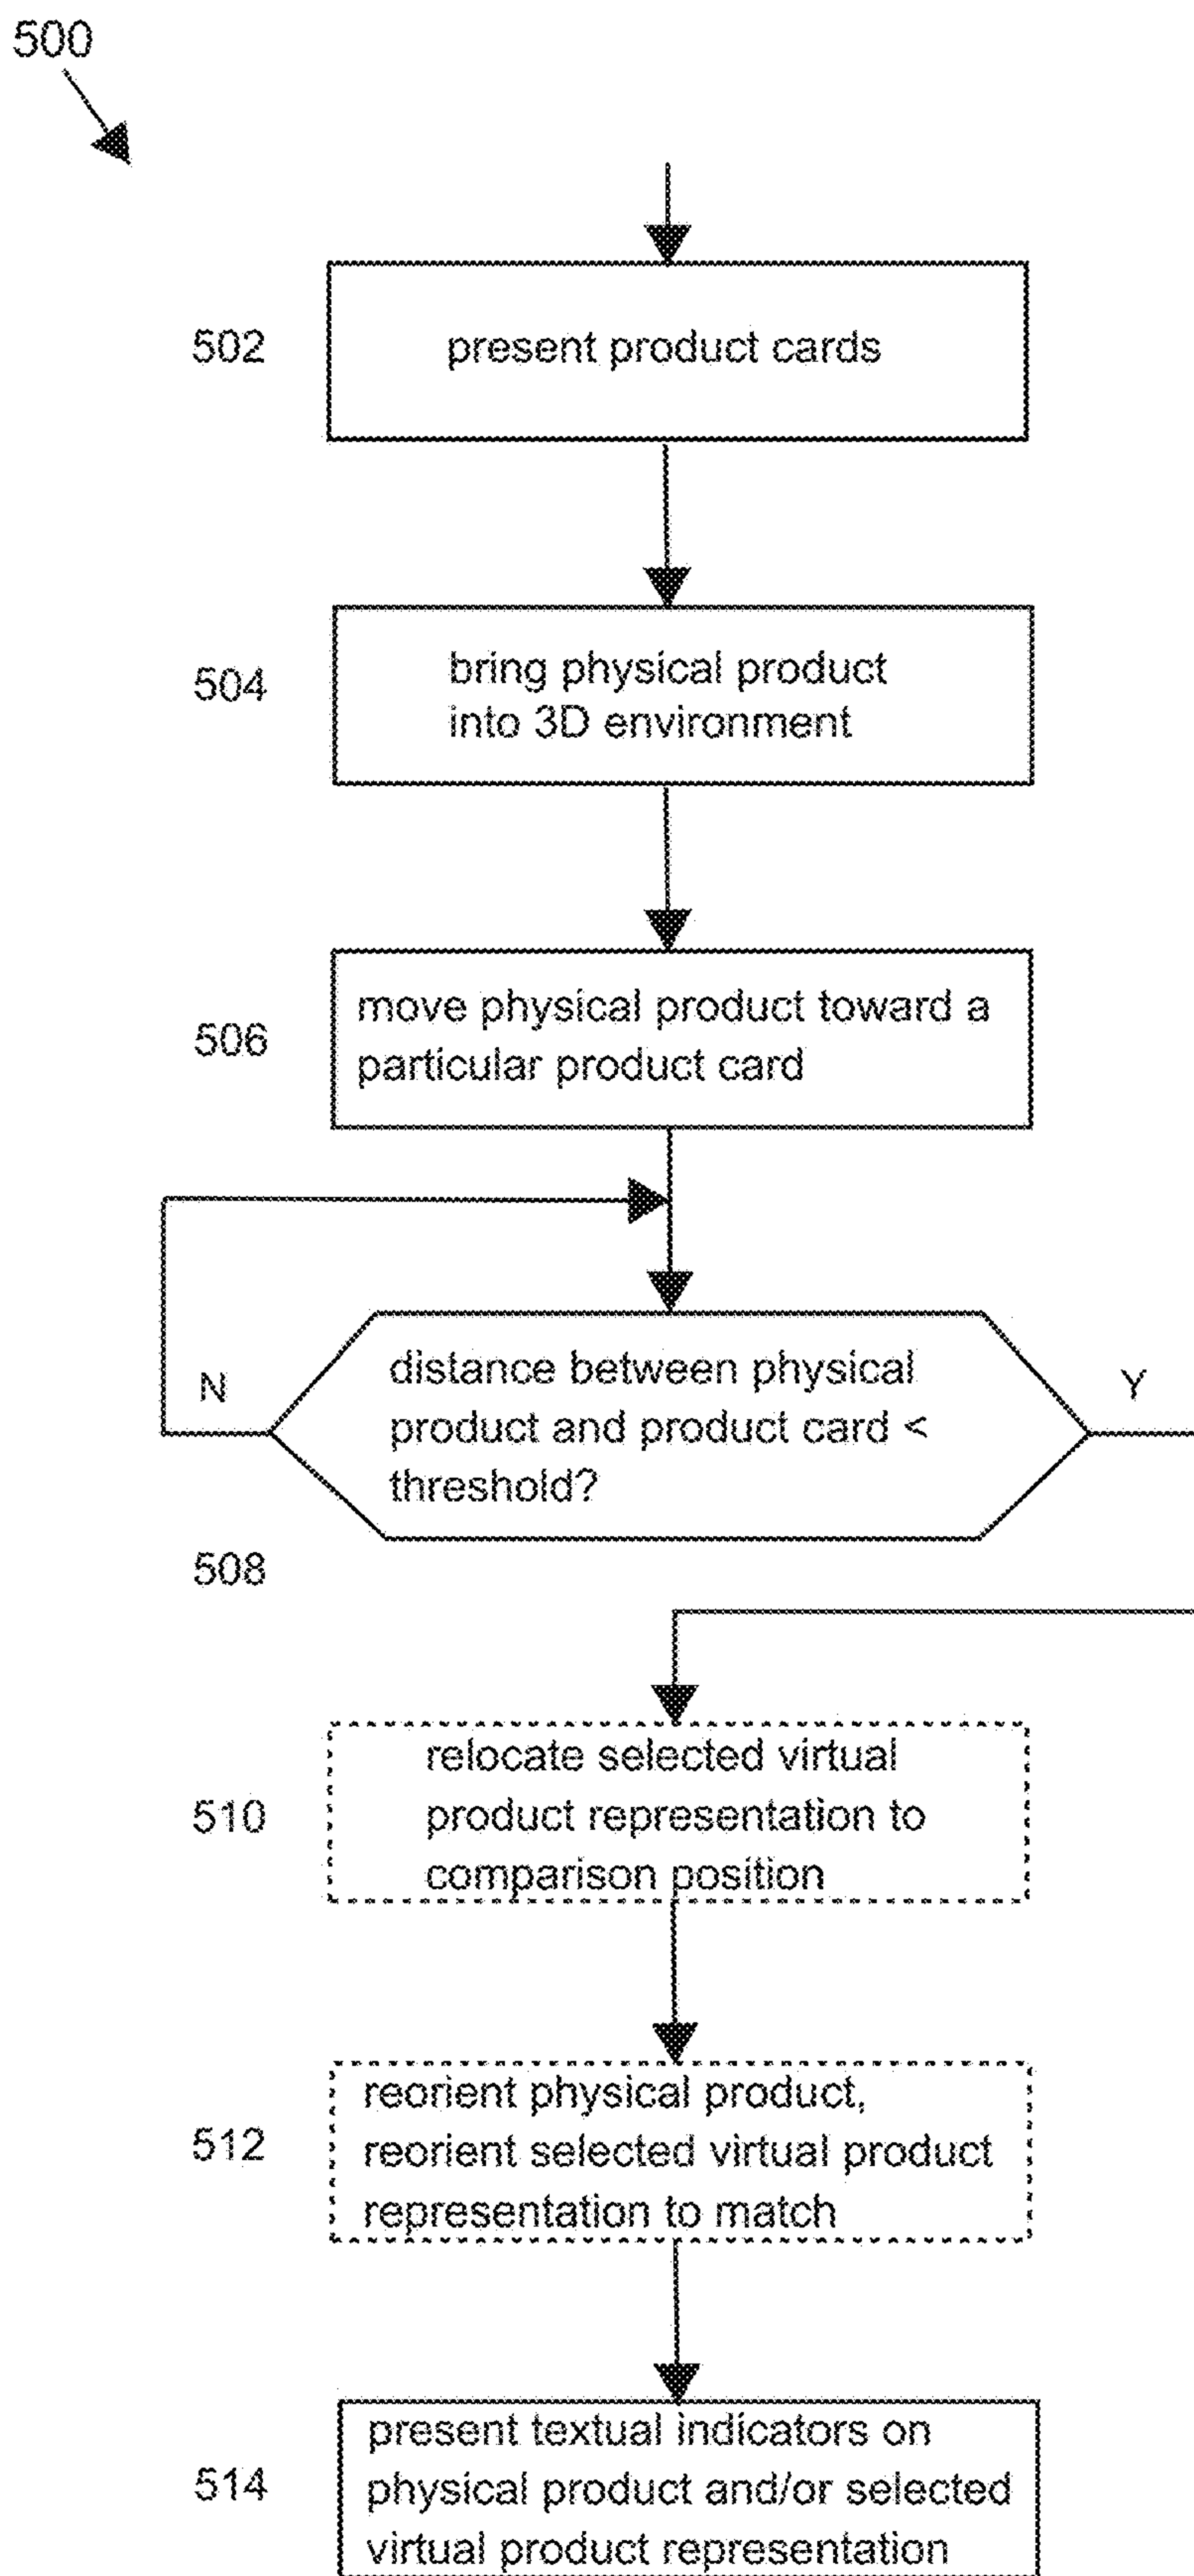 500
502
present product cards
504
bring physical product
into 3D environment
506
move physical product toward a
particular product card
N
distance between physical
product and product card <
threshold?
Y
508
510
relocate selected virtual
product representation to
comparison position
512
reorient physical product,
reorient selected virtual product
representation to match
514
present textual indicators on
physical product and/or selected
virtual product representation